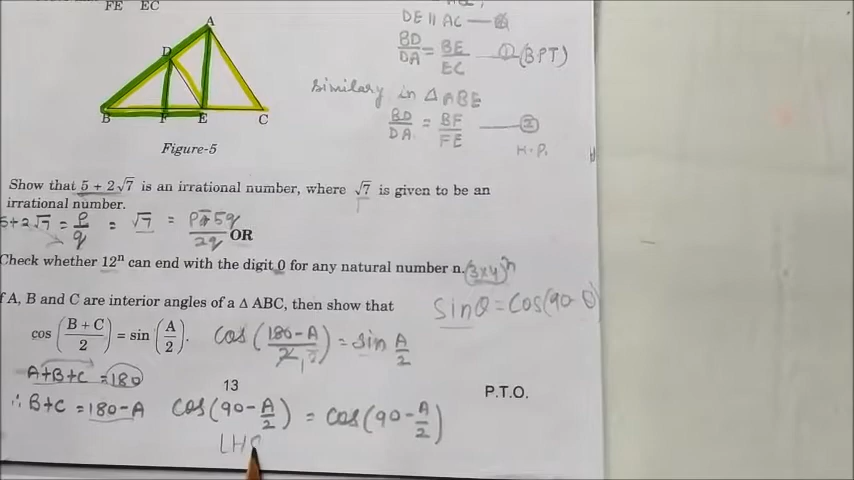 FE EC
DE || AC
BD/DA = BE/EC — ① (BPT)
Similary in △ ABE
BD/DA = BF/FE — ②
H.P.
A
D
B F E C
Figure-5
Show that 5 + 2√7 is an irrational number, where √7 is given to be an
irrational number.
5+2√7 = p/q = √7 = p-5q/2q
OR
Check whether 12ⁿ can end with the digit 0 for any natural number n. (3×4)ⁿ
f A, B and C are interior angles of a Δ ABC, then show that
sinθ = cos(90-θ)
cos (B + C / 2) = sin (A / 2). cos (180-A / 2) = sin A/2
A+B+C = 180
13
P.T.O.
∴ B+C = 180-A cos(90-A/2) = cos(90-A/2)
LHS